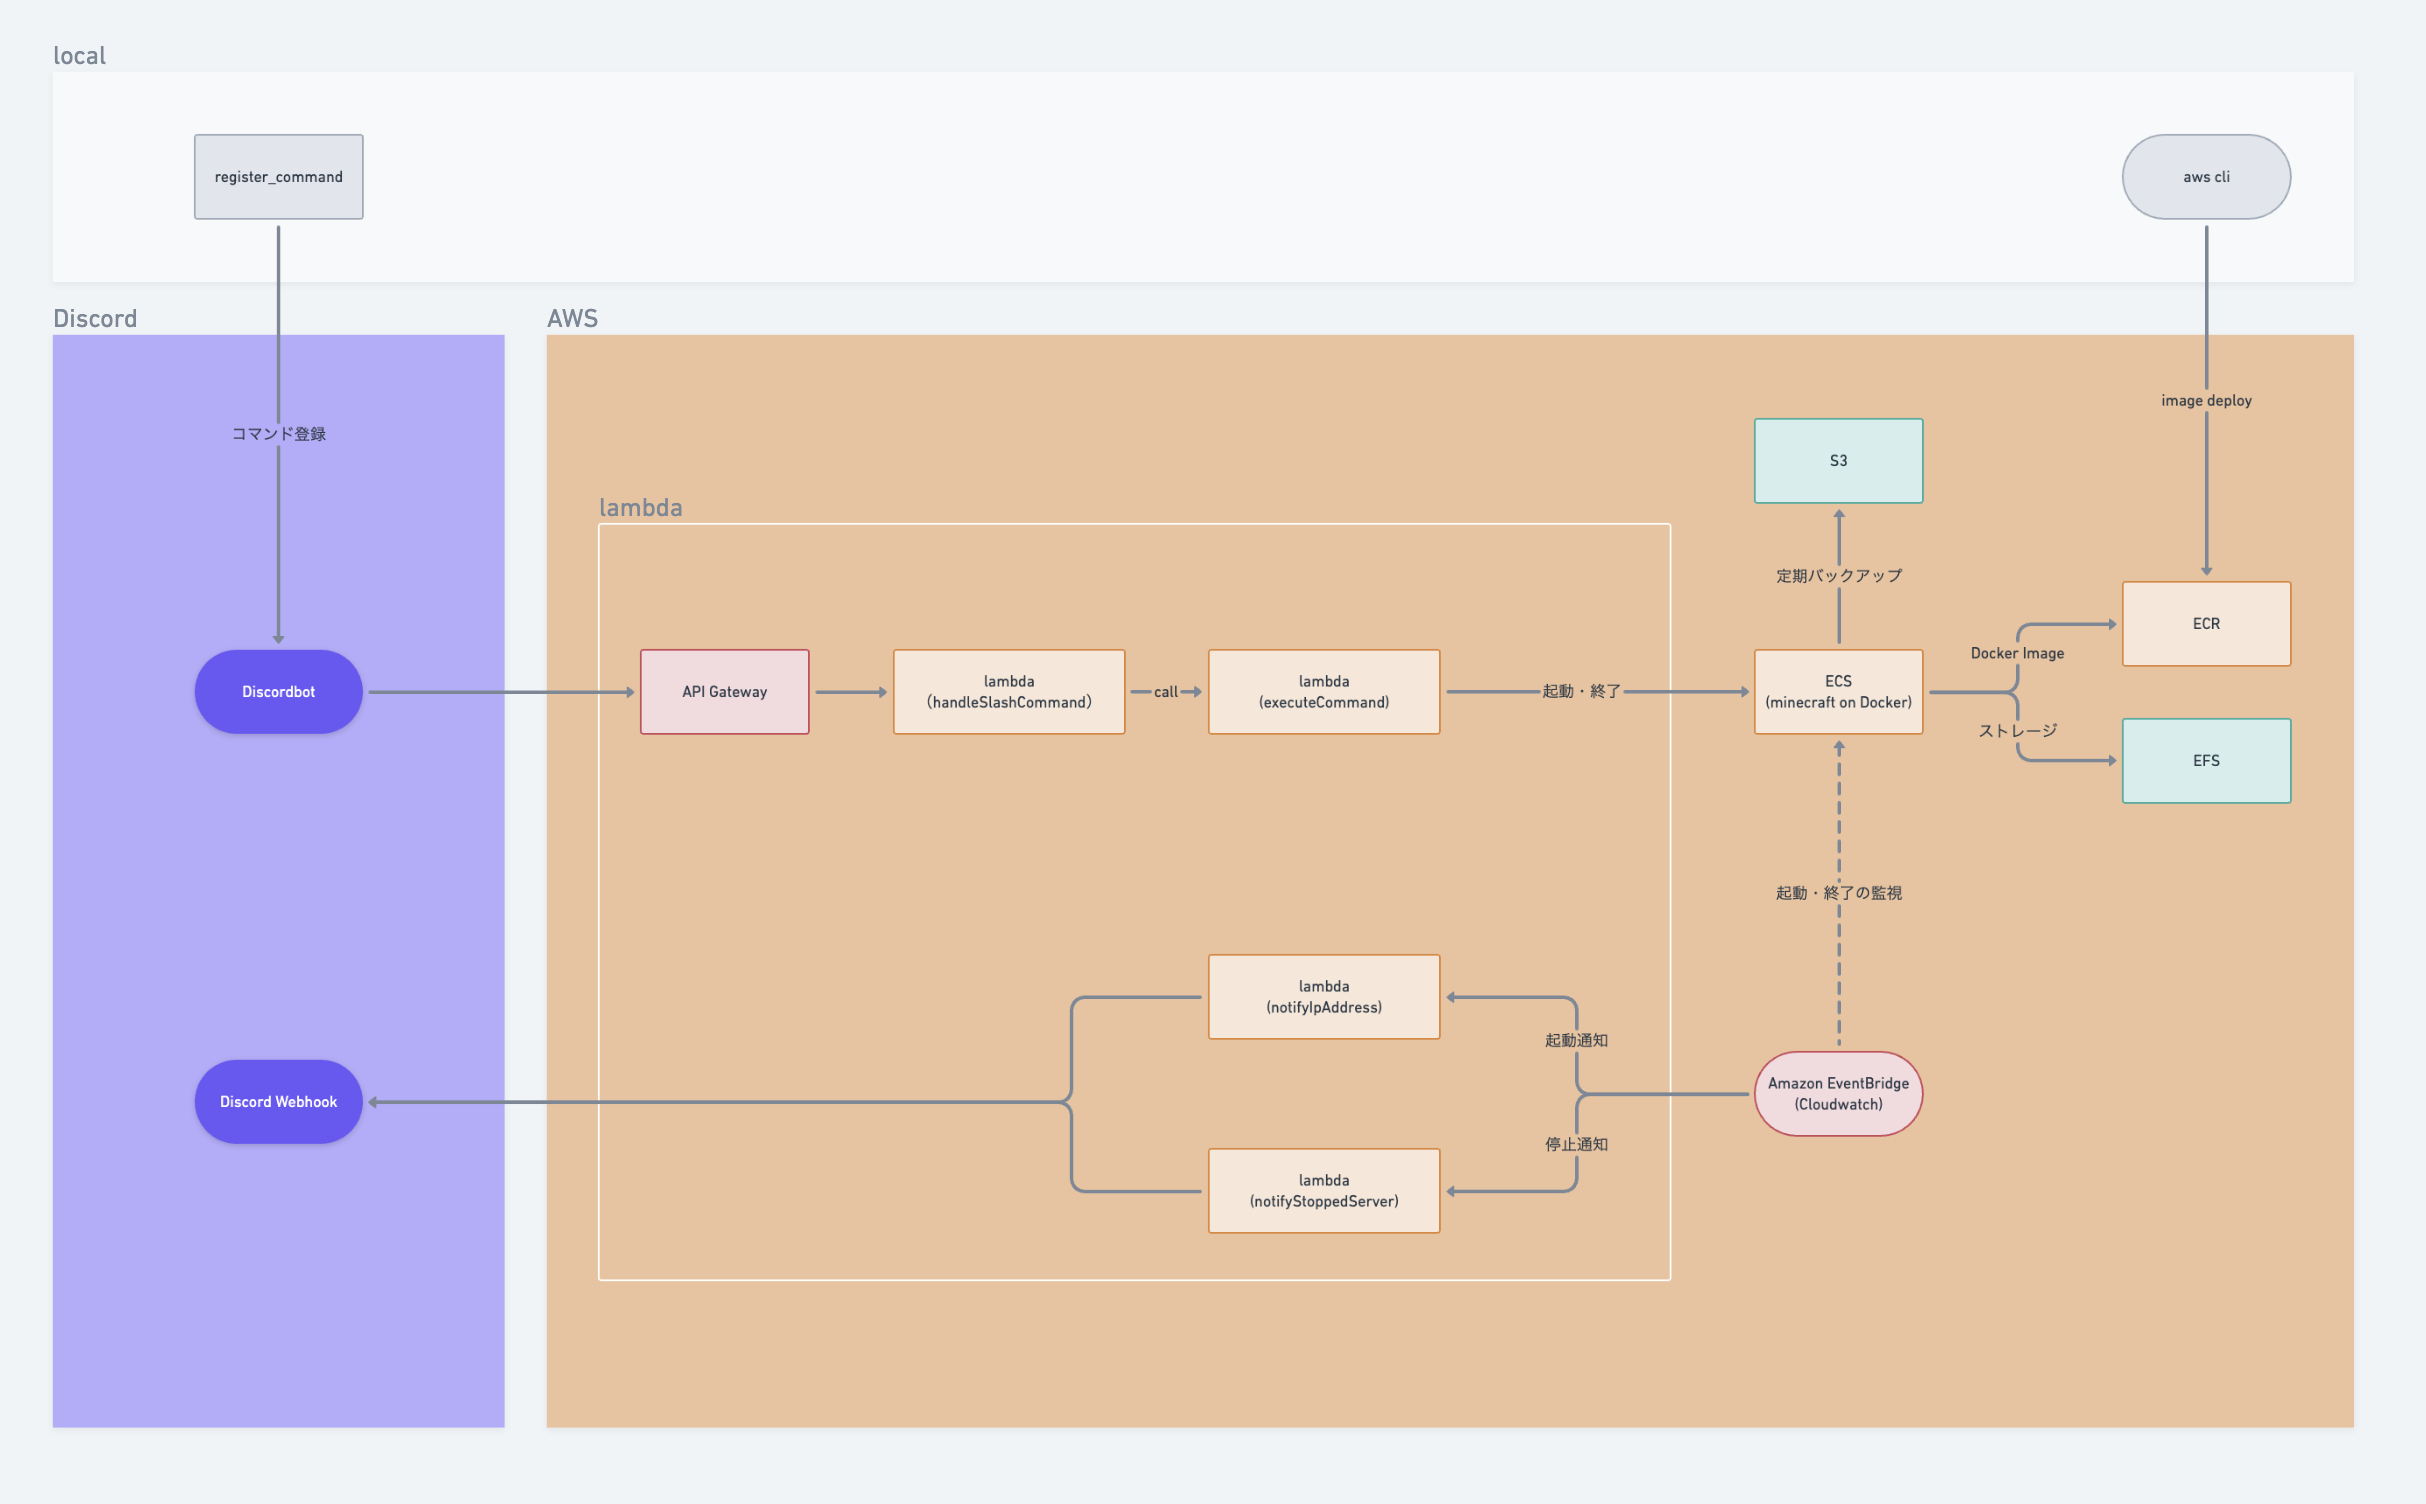 local
register_command
aws cli
Discord
AWS
image deploy
コマンド登録
S3
lambda
定期バックアップ
ECR
Docker Image
Discordbot
API Gateway
lambda
(handleSlashCommand)
call
lambda
(executeCommand)
起動・終了
ECS
(minecraft on Docker)
ストレージ
EFS
起動・終了の監視
lambda
(notifyIpAddress)
起動通知
Amazon EventBridge
(Cloudwatch)
Discord Webhook
停止通知
lambda
(notifyStoppedServer)